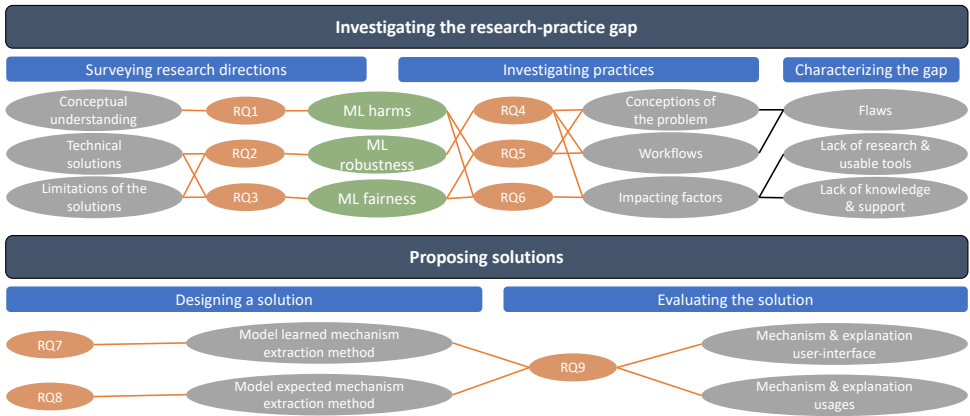 Investigating the research-practice gap
Surveying research directions
Investigating practices
Characterizing the gap
Conceptual
understanding
RQ1
ML harms
RQ4
Conceptions of
the problem
Flaws
Technical
solutions
RQ2
ML
robustness
RQ5
Workflows
Lack of research &
usable tools
Limitations of the
solutions
RQ3
ML fairness
RQ6
Impacting factors
Lack of knowledge
& support
Proposing solutions
Designing a solution
Evaluating the solution
RQ7
Model learned mechanism
extraction method
RQ9
Mechanism & explanation
user-interface
RQ8
Model expected mechanism
extraction method
Mechanism & explanation
usages